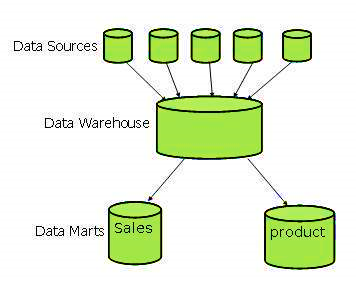 Data Sources
Data Warehouse
Data Marts
Sales
product